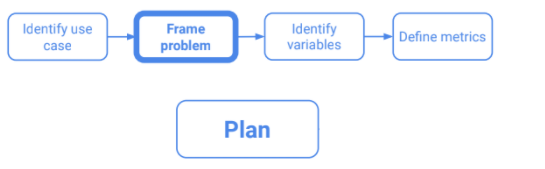 Identify use
case
Frame
problem
Identify
variables
Define metrics
Plan